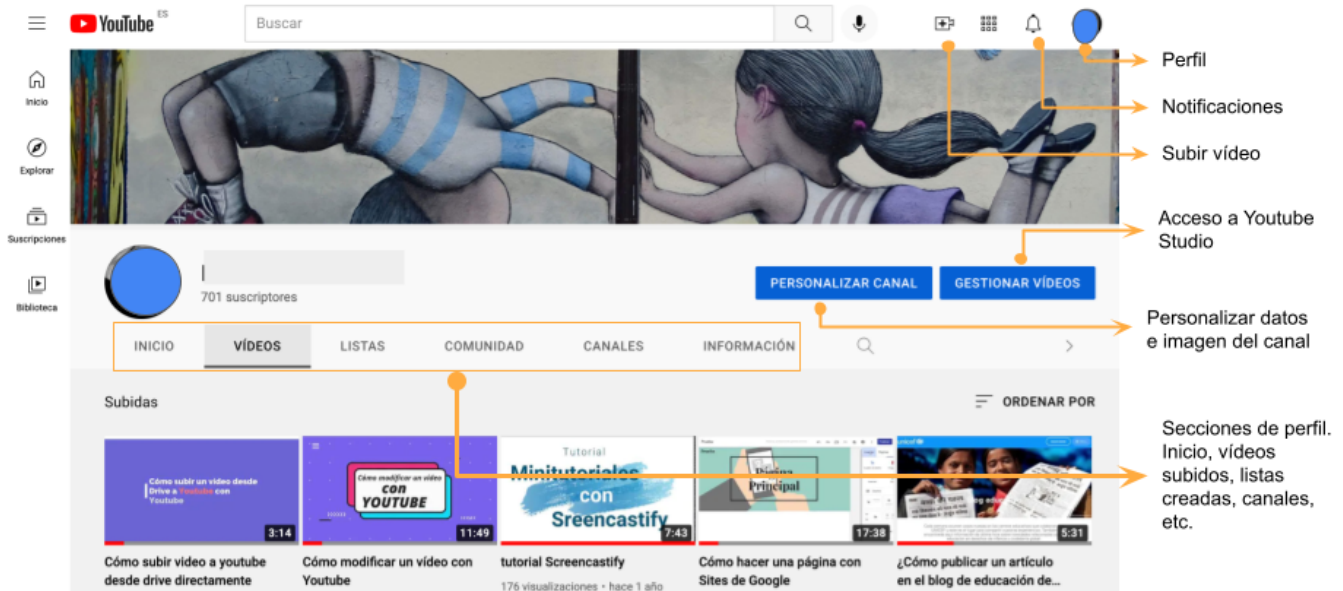 YouTube ES
Buscar
Perfil
Inicio
Notificaciones
Explorar
Subir vídeo
Suscripciones
Acceso a Youtube
Studio
Biblioteca
701 suscriptores
PERSONALIZAR CANAL
GESTIONAR VÍDEOS
Personalizar datos
e imagen del canal
INICIO VÍDEOS LISTAS COMUNIDAD CANALES INFORMACIÓN
Subidas
ORDENAR POR
Secciones de perfil.
Inicio, vídeos
subidos, listas
creadas, canales,
etc.
Cómo subir un video desde
Drive a Youtube con
Youtube
3:14
Cómo modificar un vídeo
con
YOUTUBE
11:49
Tutorial
Minitutoriales
con
Sreencastify
7:43
Página
Principal
17:38
unicef
5:31
Cómo subir video a youtube
desde drive directamente
Cómo modificar un vídeo con
Youtube
tutorial Screencastify
176 visualizaciones • hace 1 año
Cómo hacer una página con
Sites de Google
¿Cómo publicar un artículo
en el blog de educación de...